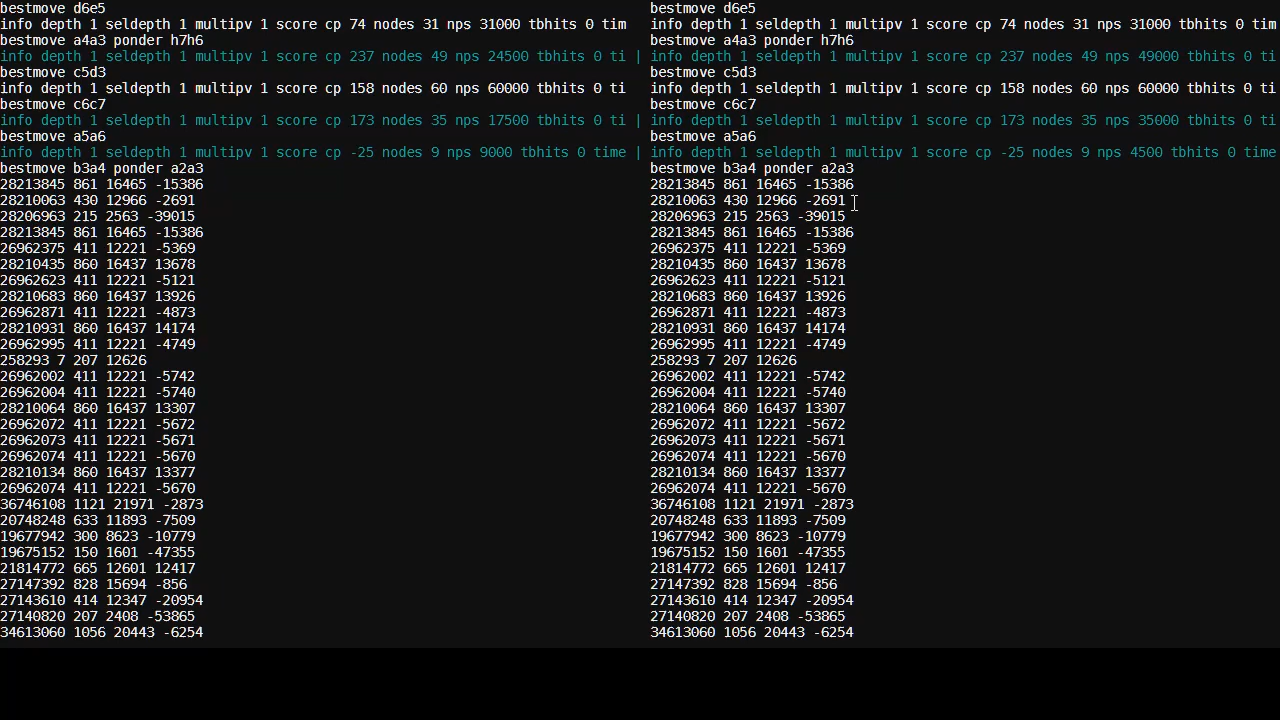 bestmove d6e5 bestmove d6e5
info depth 1 seldepth 1 multipv 1 score cp 74 nodes 31 nps 31000 tbhits 0 tim info depth 1 seldepth 1 multipv 1 score cp 74 nodes 31 nps 31000 tbhits 0 tim
bestmove a4a3 ponder h7h6 bestmove a4a3 ponder h7h6
info depth 1 seldepth 1 multipv 1 score cp 237 nodes 49 nps 24500 tbhits 0 ti | info depth 1 seldepth 1 multipv 1 score cp 237 nodes 49 nps 49000 tbhits 0 ti
bestmove c5d3 bestmove c5d3
info depth 1 seldepth 1 multipv 1 score cp 158 nodes 60 nps 60000 tbhits 0 ti info depth 1 seldepth 1 multipv 1 score cp 158 nodes 60 nps 60000 tbhits 0 ti
bestmove c6c7 bestmove c6c7
info depth 1 seldepth 1 multipv 1 score cp 173 nodes 35 nps 17500 tbhits 0 ti | info depth 1 seldepth 1 multipv 1 score cp 173 nodes 35 nps 35000 tbhits 0 ti
bestmove a5a6 bestmove a5a6
info depth 1 seldepth 1 multipv 1 score cp -25 nodes 9 nps 9000 tbhits 0 time | info depth 1 seldepth 1 multipv 1 score cp -25 nodes 9 nps 4500 tbhits 0 time
bestmove b3a4 ponder a2a3 bestmove b3a4 ponder a2a3
28213845 861 16465 -15386 28213845 861 16465 -15386
28210063 430 12966 -2691 28210063 430 12966 -2691
28206963 215 2563 -39015 28206963 215 2563 -39015
28213845 861 16465 -15386 28213845 861 16465 -15386
26962375 411 12221 -5369 26962375 411 12221 -5369
28210435 860 16437 13678 28210435 860 16437 13678
26962623 411 12221 -5121 26962623 411 12221 -5121
28210683 860 16437 13926 28210683 860 16437 13926
26962871 411 12221 -4873 26962871 411 12221 -4873
28210931 860 16437 14174 28210931 860 16437 14174
26962995 411 12221 -4749 26962995 411 12221 -4749
258293 7 207 12626 258293 7 207 12626
26962002 411 12221 -5742 26962002 411 12221 -5742
26962004 411 12221 -5740 26962004 411 12221 -5740
28210064 860 16437 13307 28210064 860 16437 13307
26962072 411 12221 -5672 26962072 411 12221 -5672
26962073 411 12221 -5671 26962073 411 12221 -5671
26962074 411 12221 -5670 26962074 411 12221 -5670
28210134 860 16437 13377 28210134 860 16437 13377
26962074 411 12221 -5670 26962074 411 12221 -5670
36746108 1121 21971 -2873 36746108 1121 21971 -2873
20748248 633 11893 -7509 20748248 633 11893 -7509
19677942 300 8623 -10779 19677942 300 8623 -10779
19675152 150 1601 -47355 19675152 150 1601 -47355
21814772 665 12601 12417 21814772 665 12601 12417
27147392 828 15694 -856 27147392 828 15694 -856
27143610 414 12347 -20954 27143610 414 12347 -20954
27140820 207 2408 -53865 27140820 207 2408 -53865
34613060 1056 20443 -6254 34613060 1056 20443 -6254